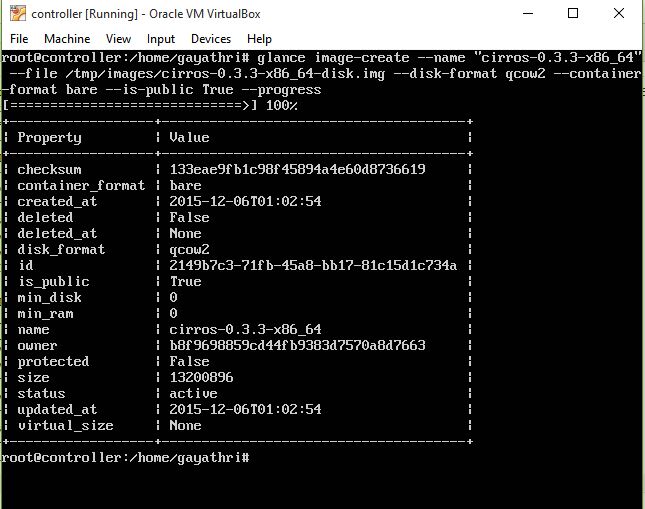 controller [Running] - Oracle VM VirtualBox
File Machine View Input Devices Help
root@controller:/home/gayathri# glance image-create --name "cirros-0.3.3-x86_64"
--file /tmp/images/cirros-0.3.3-x86_64-disk.img --disk-format qcow2 --container
-format bare --is-public True --progress
[=============================>] 100%
+------------------+--------------------------------------+
| Property         | Value                                |
+------------------+--------------------------------------+
| checksum         | 133eae9fb1c98f45894a4e60d8736619     |
| container_format | bare                                 |
| created_at       | 2015-12-06T01:02:54                  |
| deleted          | False                                |
| deleted_at       | None                                 |
| disk_format      | qcow2                                |
| id               | 2149b7c3-71fb-45a8-bb17-81c15d1c734a |
| is_public        | True                                 |
| min_disk         | 0                                    |
| min_ram          | 0                                    |
| name             | cirros-0.3.3-x86_64                  |
| owner            | b8f9698859cd44fb9383d7570a8d7663     |
| protected        | False                                |
| size             | 13200896                             |
| status           | active                               |
| updated_at       | 2015-12-06T01:02:54                  |
| virtual_size     | None                                 |
+------------------+--------------------------------------+
root@controller:/home/gayathri#